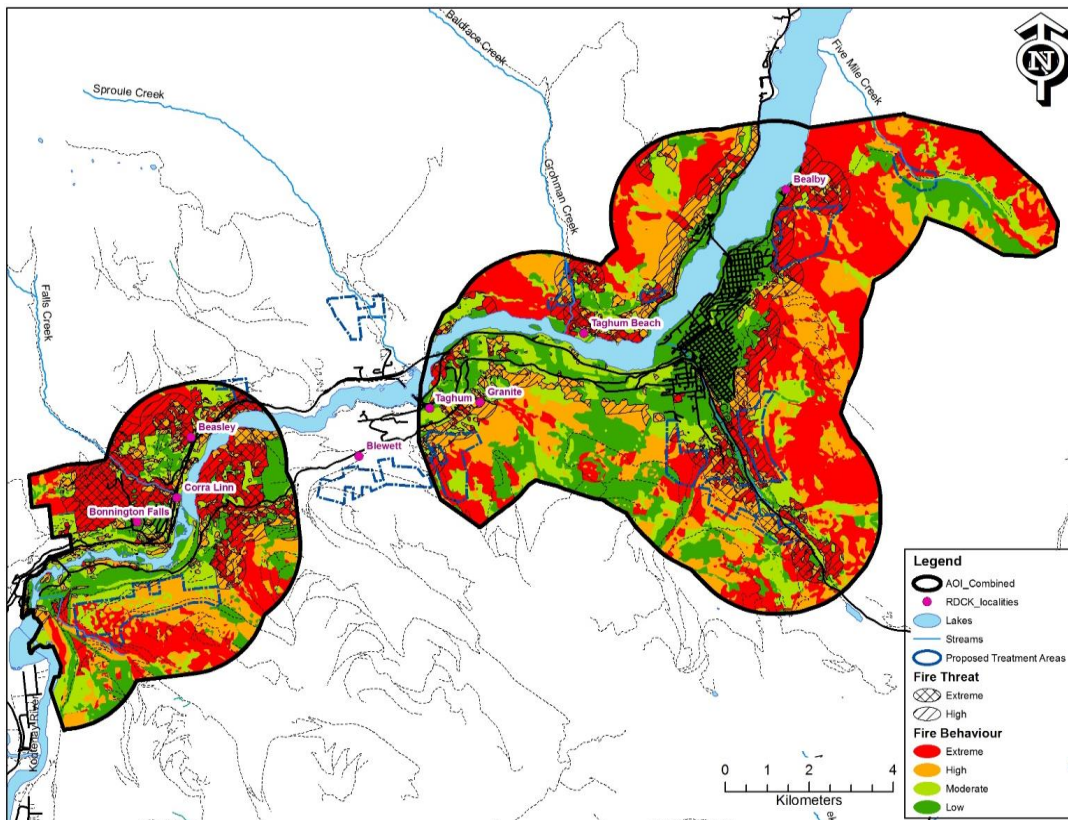 Baldface Creek
Five Mile Creek
N
Sproule Creek
Grohman Creek
Falls Creek
Bealby
Taghum Beach
Granite
Taghum
Beasley
Blewett
Corra Linn
Bonnington Falls
Kootenay River
Legend
AOI_Combined
RDCK_localities
Lakes
Streams
Proposed Treatment Areas
Fire Threat
Extreme
High
Fire Behaviour
Extreme
High
Moderate
Low
0 1 2 4
Kilometers